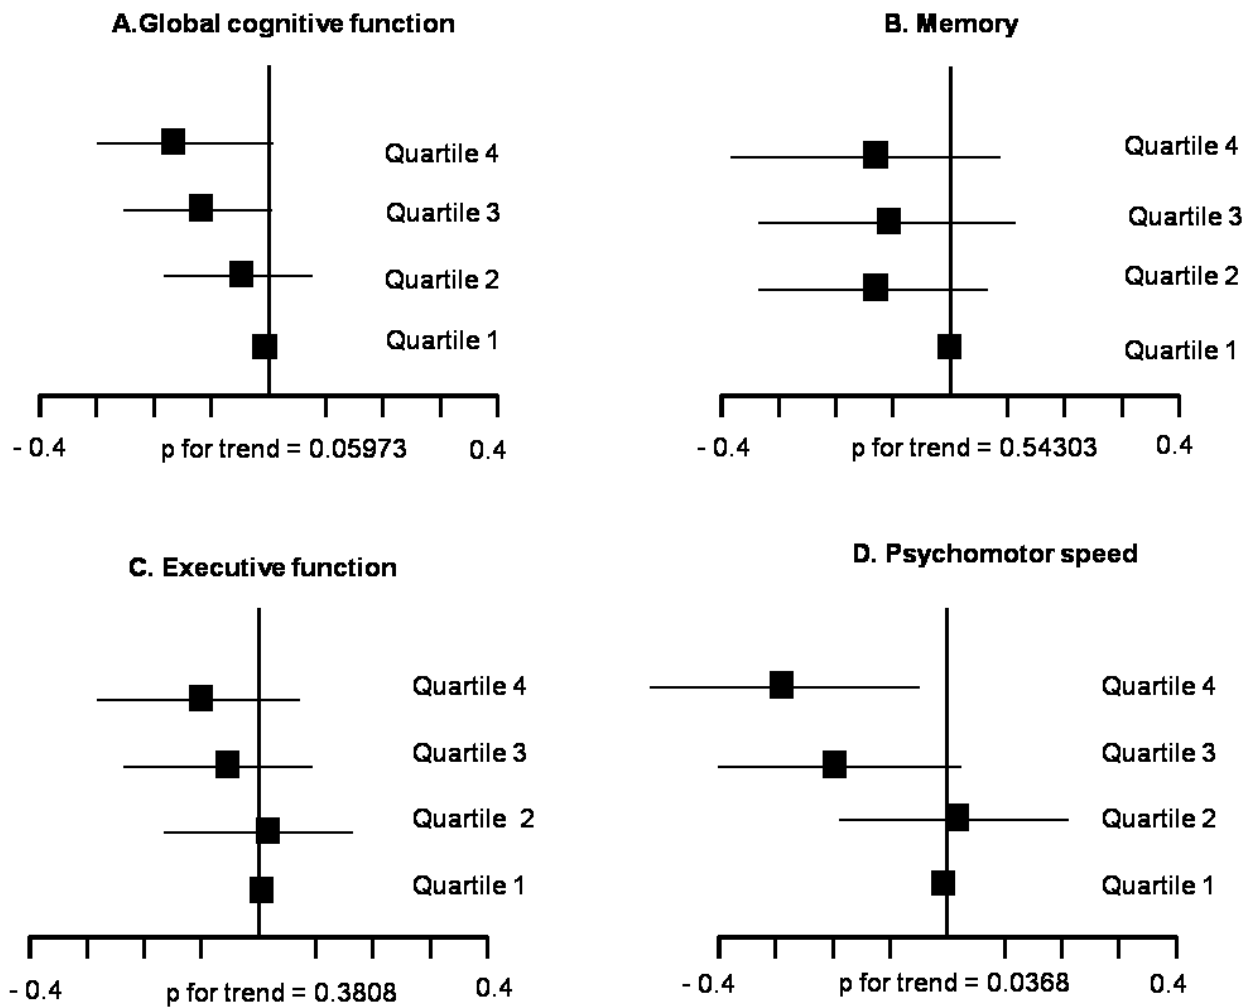 A.Global cognitive function
Quartile 4
Quartile 3
Quartile 2
Quartile 1
- 0.4 p for trend = 0.05973 0.4
B. Memory
Quartile 4
Quartile 3
Quartile 2
Quartile 1
- 0.4 p for trend = 0.54303 0.4
C. Executive function
Quartile 4
Quartile 3
Quartile 2
Quartile 1
- 0.4 p for trend = 0.3808 0.4
D. Psychomotor speed
Quartile 4
Quartile 3
Quartile 2
Quartile 1
- 0.4 p for trend = 0.0368 0.4